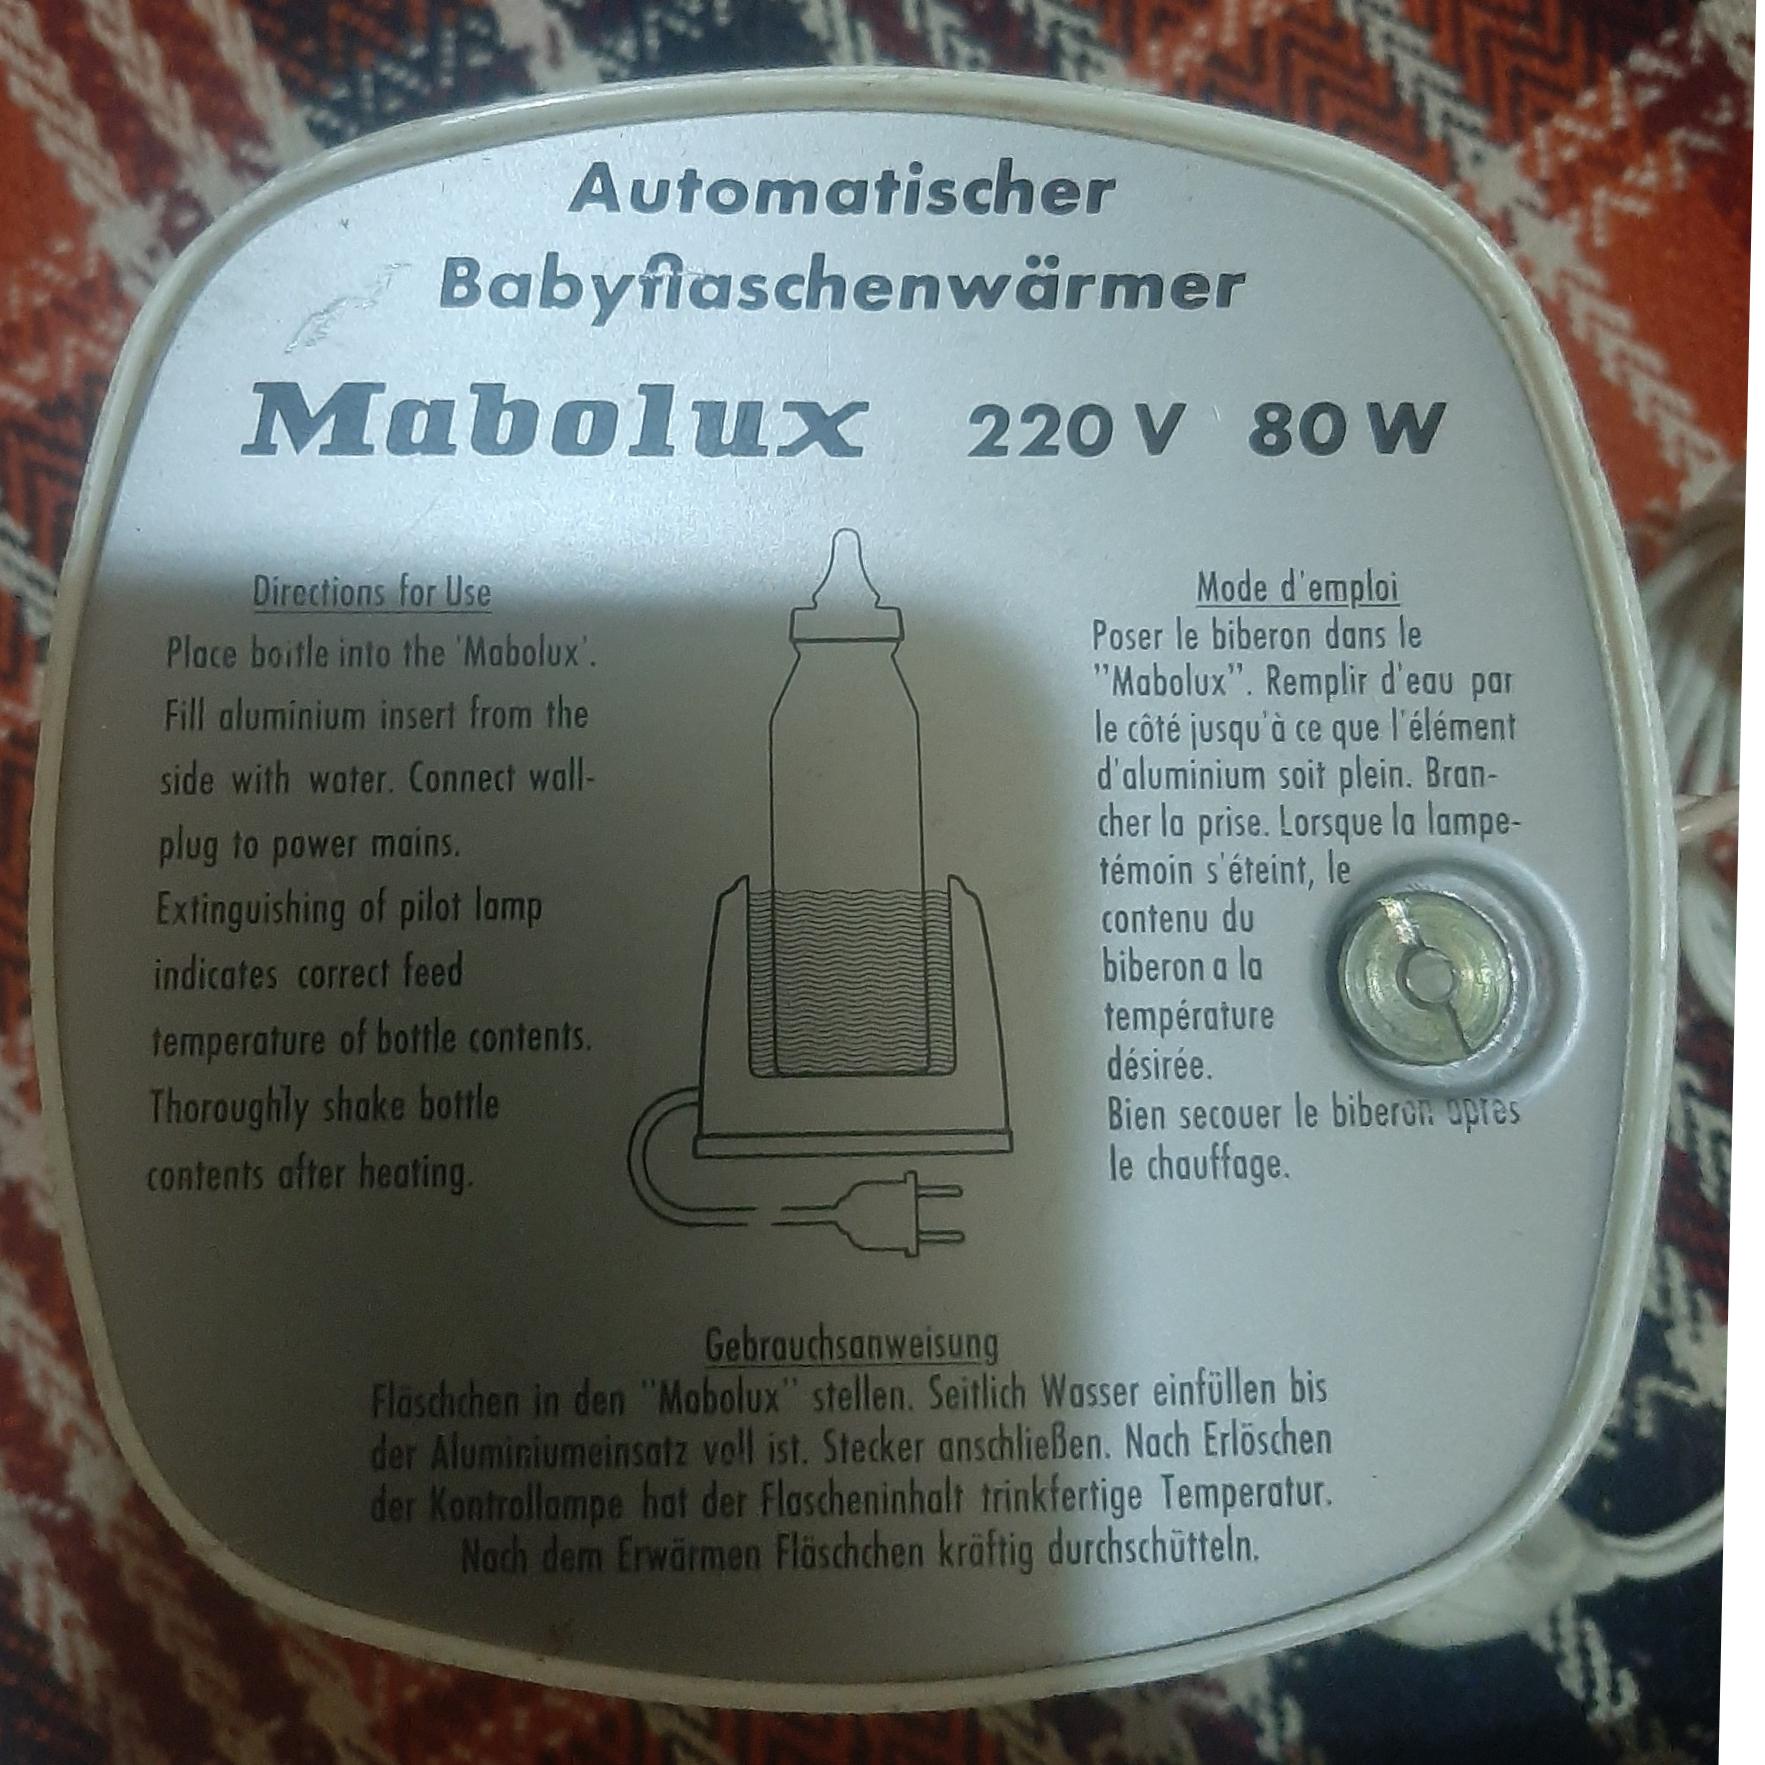 Automatischer
Babyflaschenwärmer
Mabolux 220 V 80 W
Directions for Use
Place bottle into the 'Mabolux'.
Fill aluminium insert from the
side with water. Connect wall-
plug to power mains.
Extinguishing of pilot lamp
indicates correct feed
temperature of bottle contents.
Thoroughly shake bottle
contents after heating.
Mode d'emploi
Poser le biberon dans le
"Mabolux". Remplir d'eau par
le côté jusqu'à ce que l'élément
d'aluminium soit plein. Bran-
cher la prise. Lorsque la lampe-
témoin s'éteint, le
contenu du
biberon a la
température
désirée.
Bien secouer le biberon après
le chauffage.
Gebrauchsanweisung
Fläschchen in den "Mabolux" stellen. Seitlich Wasser einfüllen bis
der Aluminiumeinsatz voll ist. Stecker anschließen. Nach Erlöschen
der Kontrollampe hat der Flascheninhalt trinkfertige Temperatur.
Nach dem Erwärmen Fläschchen kräftig durchschütteln.